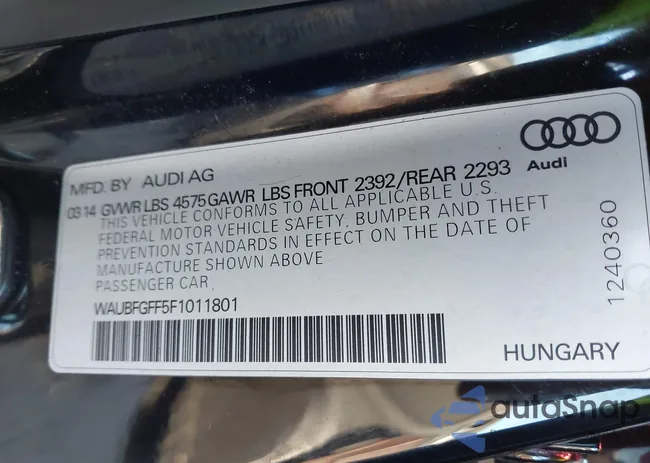 Audi
MFD. BY AUDI AG
03 14 GVWR LBS 4575 GAWR LBS FRONT 2392/REAR 2293
THIS VEHICLE CONFORMS TO ALL APPLICABLE U.S.
FEDERAL MOTOR VEHICLE SAFETY, BUMPER AND THEFT
PREVENTION STANDARDS IN EFFECT ON THE DATE OF
MANUFACTURE SHOWN ABOVE
PASSENGER CAR.
WAUBFGFF5F1011801
1240360
HUNGARY
autoSnap